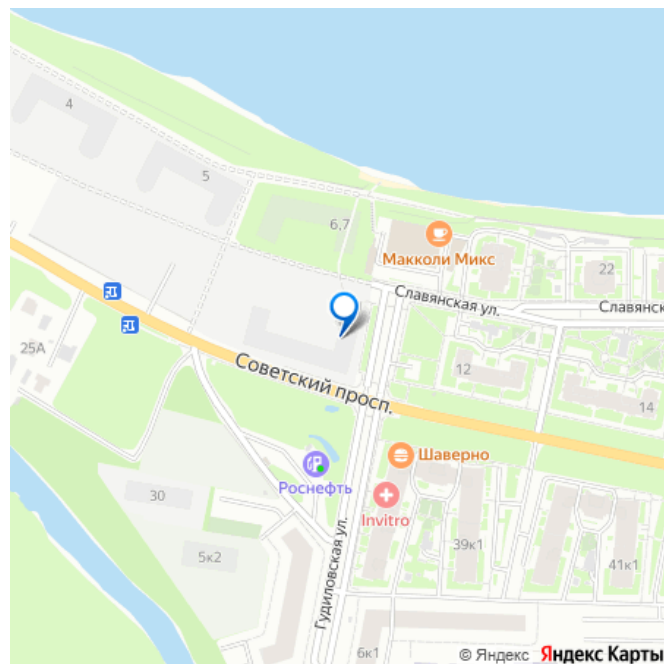 4
5
6,7
Макколи Микс
22
Славянская ул.
Славянск
25А
Советский просп.
12
14
Шаверно
Роснефть
Invitro
30
39к1
5к2
41к1
Гудиловская ул.
6к1
© Яндекс Яндекс Карты